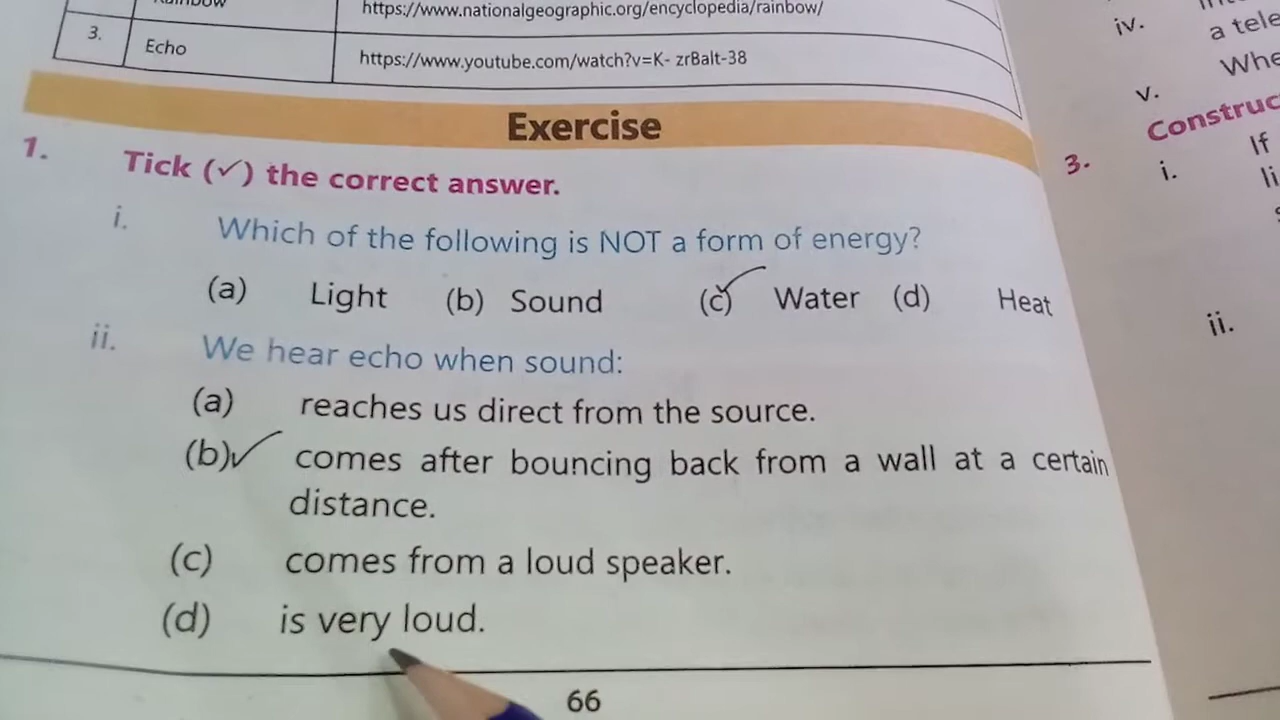 https://www.nationalgeographic.org/encyclopedia/rainbow/
3. Echo https://www.youtube.com/watch?v=K- zrBalt-38
Exercise
1. Tick (✓) the correct answer.
i. Which of the following is NOT a form of energy?
(a) Light (b) Sound (c) ✓ Water (d) Heat
ii. We hear echo when sound:
(a) reaches us direct from the source.
(b) ✓ comes after bouncing back from a wall at a certain
distance.
(c) comes from a loud speaker.
(d) is very loud.
66
iv.
a tele
Whe
v.
3. Construc
i. If
li
ii.